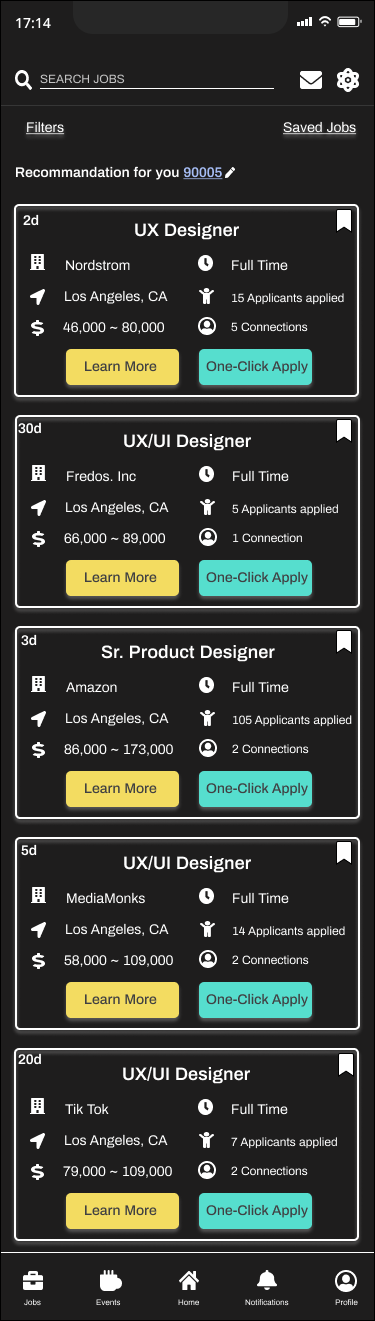 17:14
SEARCH JOBS
Filters Saved Jobs
Recommandation for you 90005
2d
UX Designer
Nordstrom Full Time
Los Angeles, CA 15 Applicants applied
$ 46,000 ~ 80,000 5 Connections
Learn More One-Click Apply
30d
UX/UI Designer
Fredos. Inc Full Time
Los Angeles, CA 5 Applicants applied
$ 66,000 ~ 89,000 1 Connection
Learn More One-Click Apply
3d
Sr. Product Designer
Amazon Full Time
Los Angeles, CA 105 Applicants applied
$ 86,000 ~ 173,000 2 Connections
Learn More One-Click Apply
5d
UX/UI Designer
MediaMonks Full Time
Los Angeles, CA 14 Applicants applied
$ 58,000 ~ 109,000 2 Connections
Learn More One-Click Apply
20d
UX/UI Designer
Tik Tok Full Time
Los Angeles, CA 7 Applicants applied
$ 79,000 ~ 109,000 2 Connections
Learn More One-Click Apply
Jobs Events Home Notifications Profile